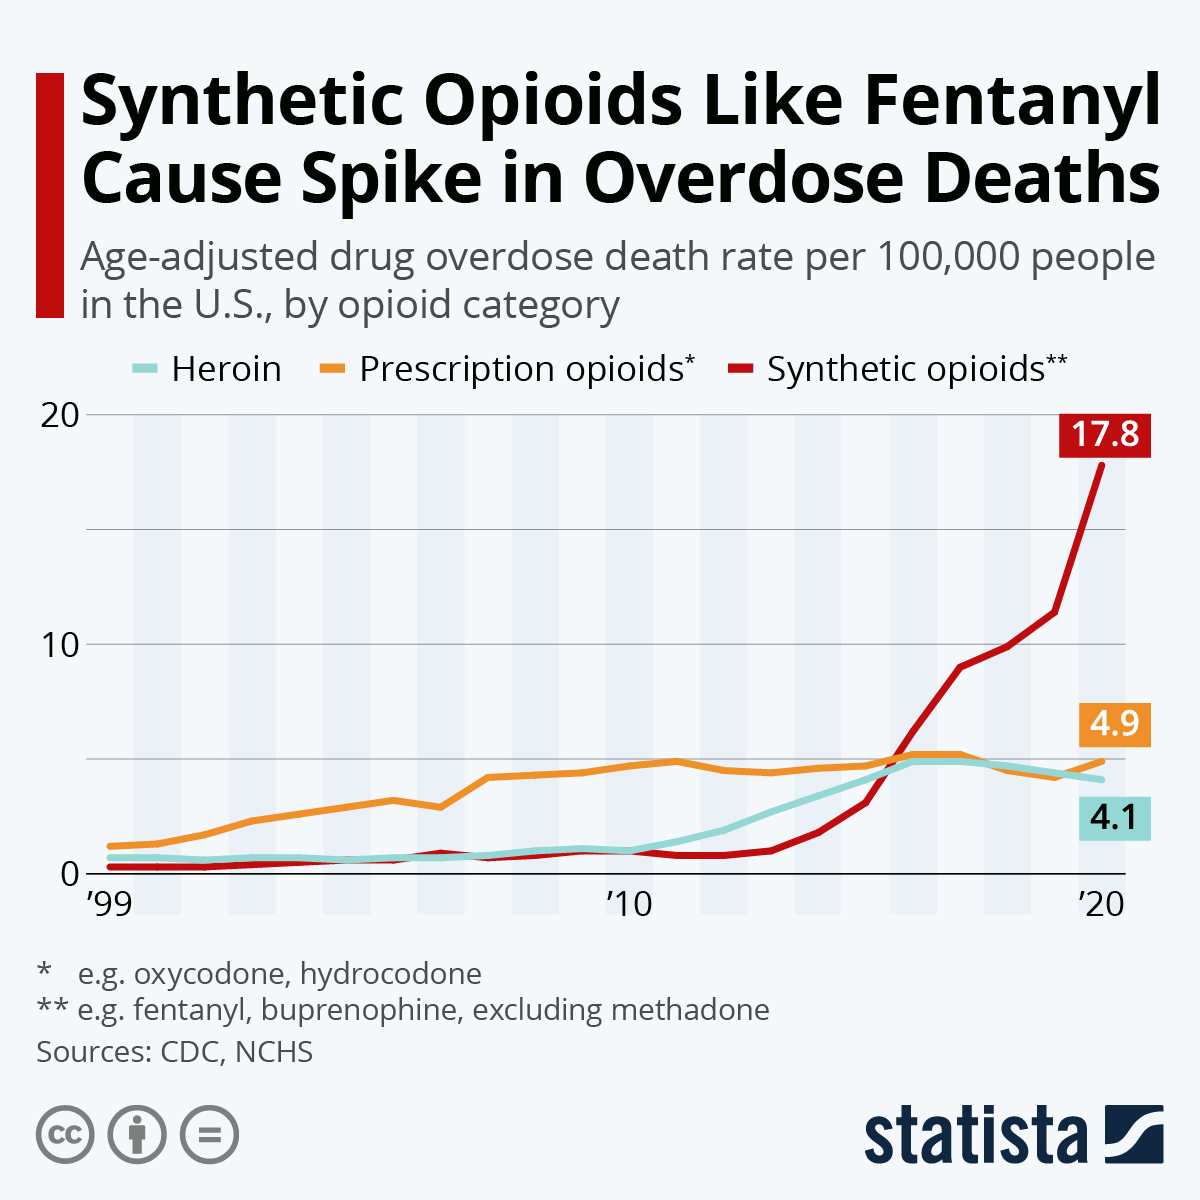 Synthetic Opioids Like Fentanyl
Cause Spike in Overdose Deaths
Age-adjusted drug overdose death rate per 100,000 people
in the U.S., by opioid category
Heroin Prescription opioids* Synthetic opioids**
20
17.8
10
4.9
4.1
0
’99 ’10 ’20
* e.g. oxycodone, hydrocodone
** e.g. fentanyl, buprenophine, excluding methadone
Sources: CDC, NCHS
cc =
statista